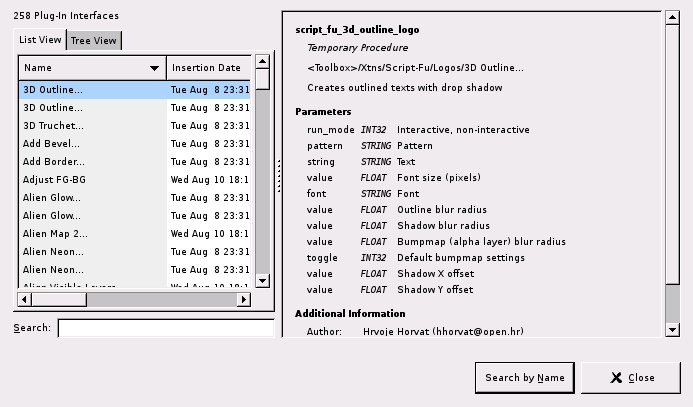 258 Plug-In Interfaces
List View Tree View
Name Insertion Date
3D Outline... Tue Aug 8 23:31
3D Outline... Tue Aug 8 23:31
3D Truchet... Tue Aug 8 23:31
Add Bevel... Tue Aug 8 23:31
Add Border... Tue Aug 8 23:31
Adjust FG-BG Wed Aug 10 18:1
Alien Glow... Tue Aug 8 23:31
Alien Glow... Tue Aug 8 23:31
Alien Map 2... Wed Aug 10 18:1
Alien Neon... Tue Aug 8 23:31
Alien Neon... Tue Aug 8 23:31
Alien Visible Layers
Search:
script_fu_3d_outline_logo
Temporary Procedure
<Toolbox>/Xtns/Script-Fu/Logos/3D Outline...
Creates outlined texts with drop shadow
Parameters
run_mode INT32 Interactive, non-interactive
pattern STRING Pattern
string STRING Text
value FLOAT Font size (pixels)
font STRING Font
value FLOAT Outline blur radius
value FLOAT Shadow blur radius
value FLOAT Bumpmap (alpha layer) blur radius
toggle INT32 Default bumpmap settings
value FLOAT Shadow X offset
value FLOAT Shadow Y offset
Additional Information
Author: Hrvoje Horvat (hhorvat@open.hr)
Search by Name
Close